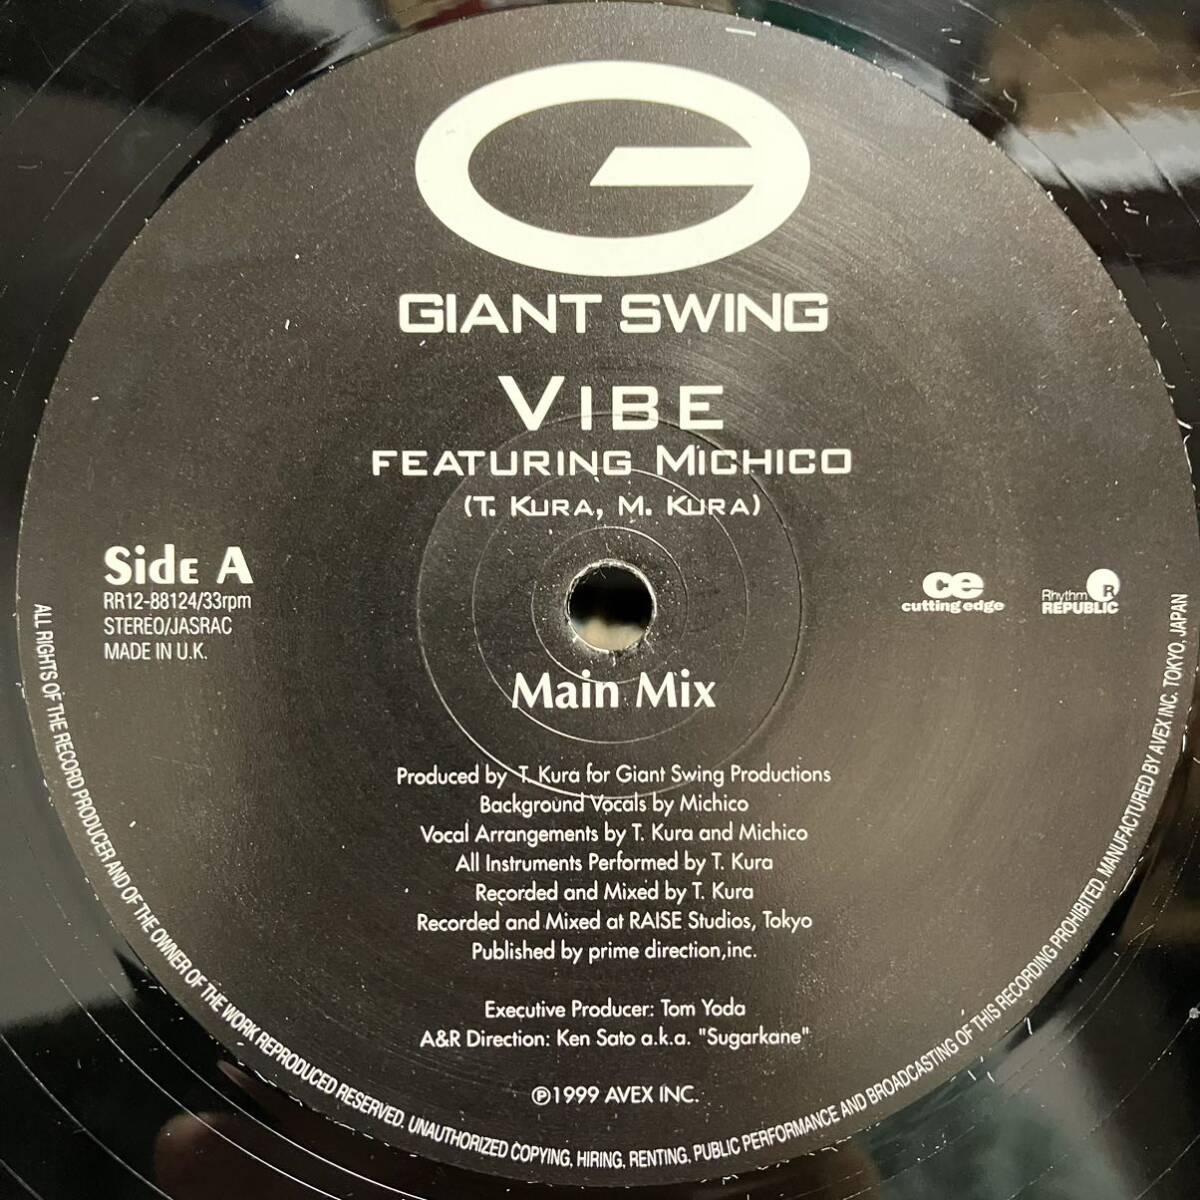 GIANT SWING
VIBE
FEATURING MICHICO
(T. KURA, M. KURA)
Side A
RR12-88124/33rpm
STEREO/JASRAC
MADE IN U.K.
ce
cutting edge
R
Rhythm
REPUBLIC
Main Mix
Produced by T. Kura for Giant Swing Productions
Background Vocals by Michico
Vocal Arrangements by T. Kura and Michico
All Instruments Performed by T. Kura
Recorded and Mixed by T. Kura
Recorded and Mixed at RAISE Studios, Tokyo
Published by prime direction,inc.
Executive Producer: Tom Yoda
A&R Direction: Ken Sato a.k.a. "Sugarkane"
℗1999 AVEX INC.
ALL RIGHTS OF THE RECORD PRODUCER AND OF THE OWNER OF THE WORK REPRODUCED RESERVED. UNAUTHORIZED COPYING, HIRING, RENTING, PUBLIC PERFORMANCE AND BROADCASTING OF THIS RECORDING PROHIBITED. MANUFACTURED BY AVEX INC. TOKYO, JAPAN